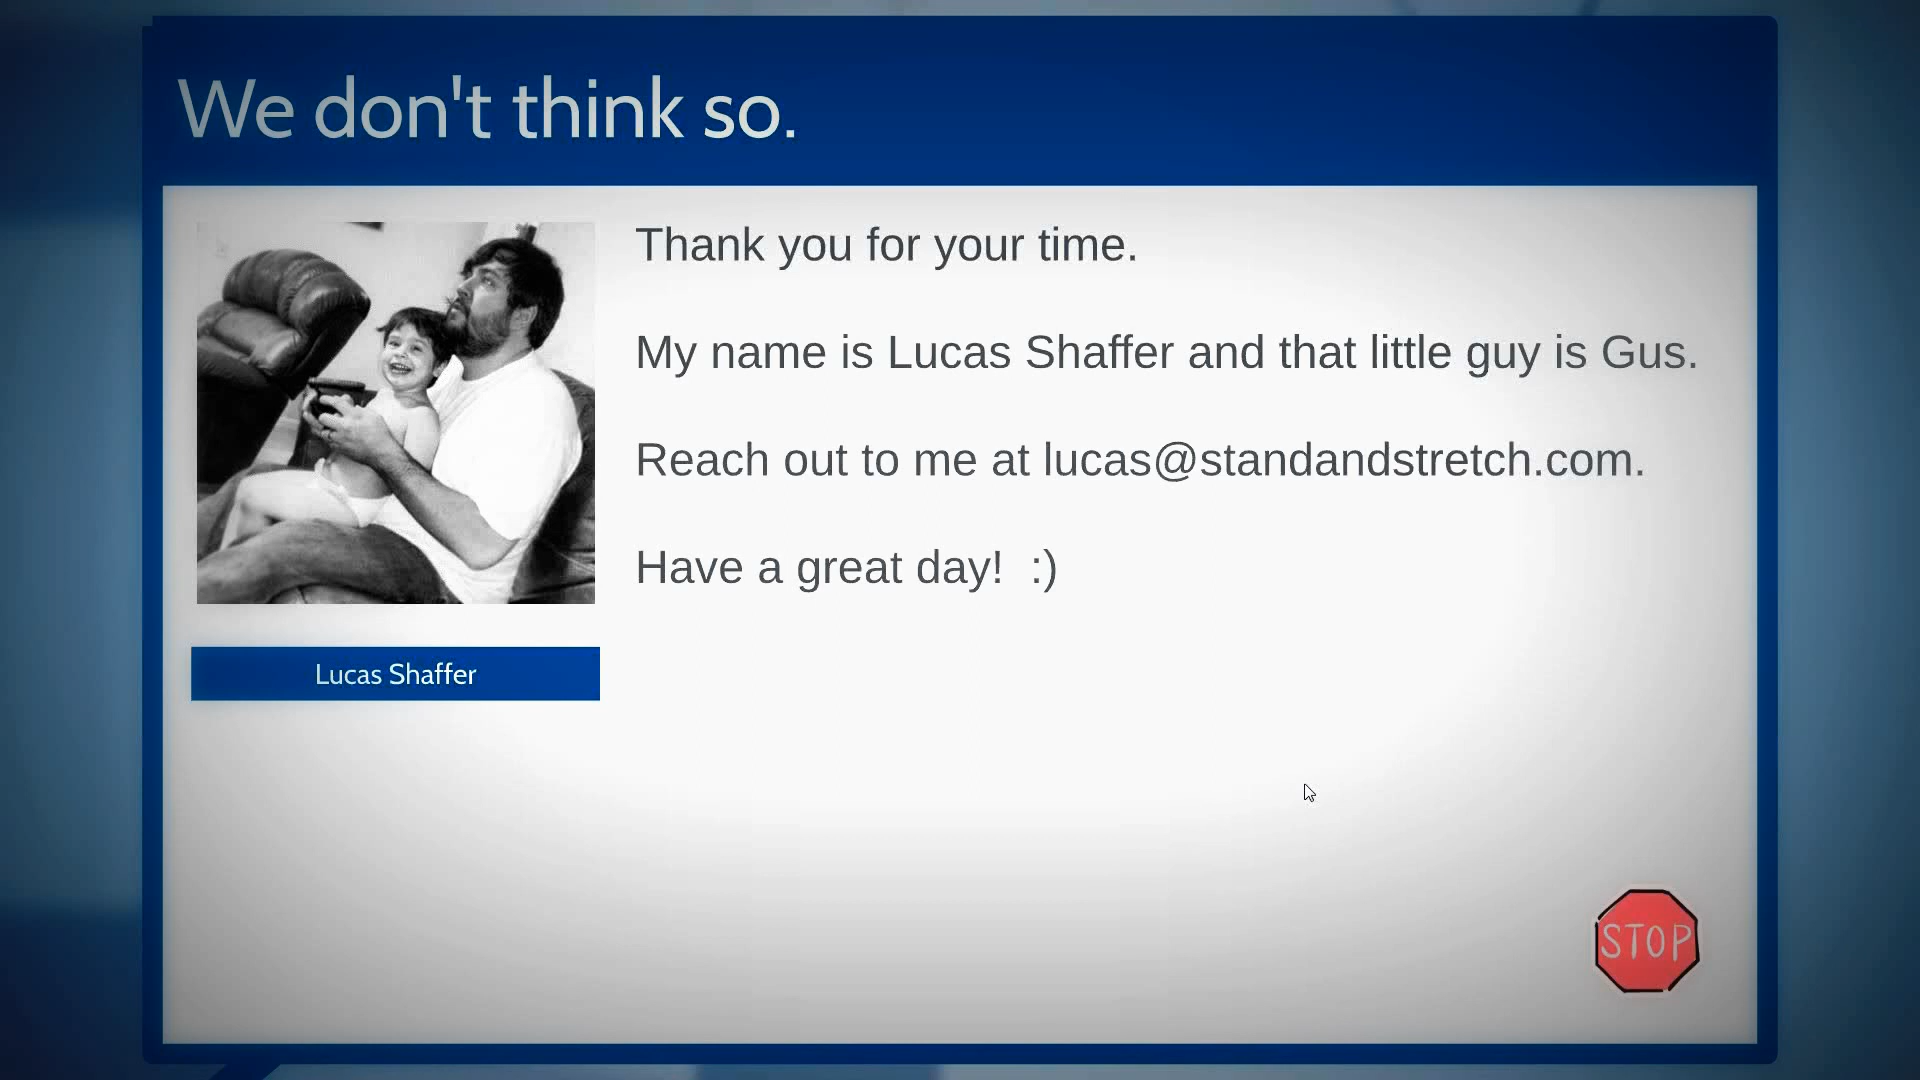 We don't think so.
Thank you for your time.
My name is Lucas Shaffer and that little guy is Gus.
Reach out to me at lucas@standandstretch.com.
Have a great day!  :)
Lucas Shaffer
STOP